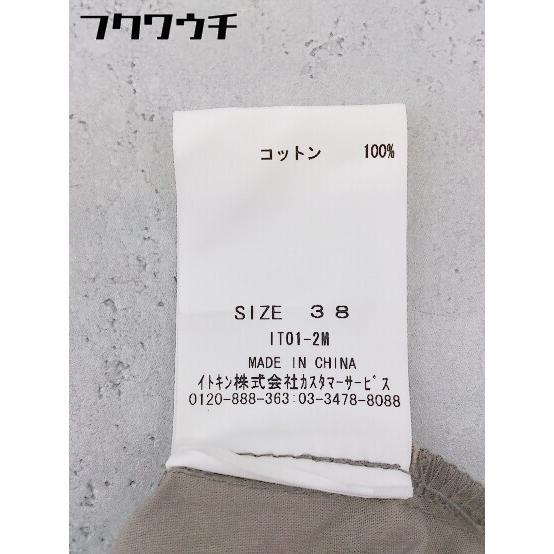 フクワウチ
コットン 100%
SIZE 38
IT01-2M
MADE IN CHINA
イトキン株式会社カスタマーサービス
0120-888-363:03-3478-8088